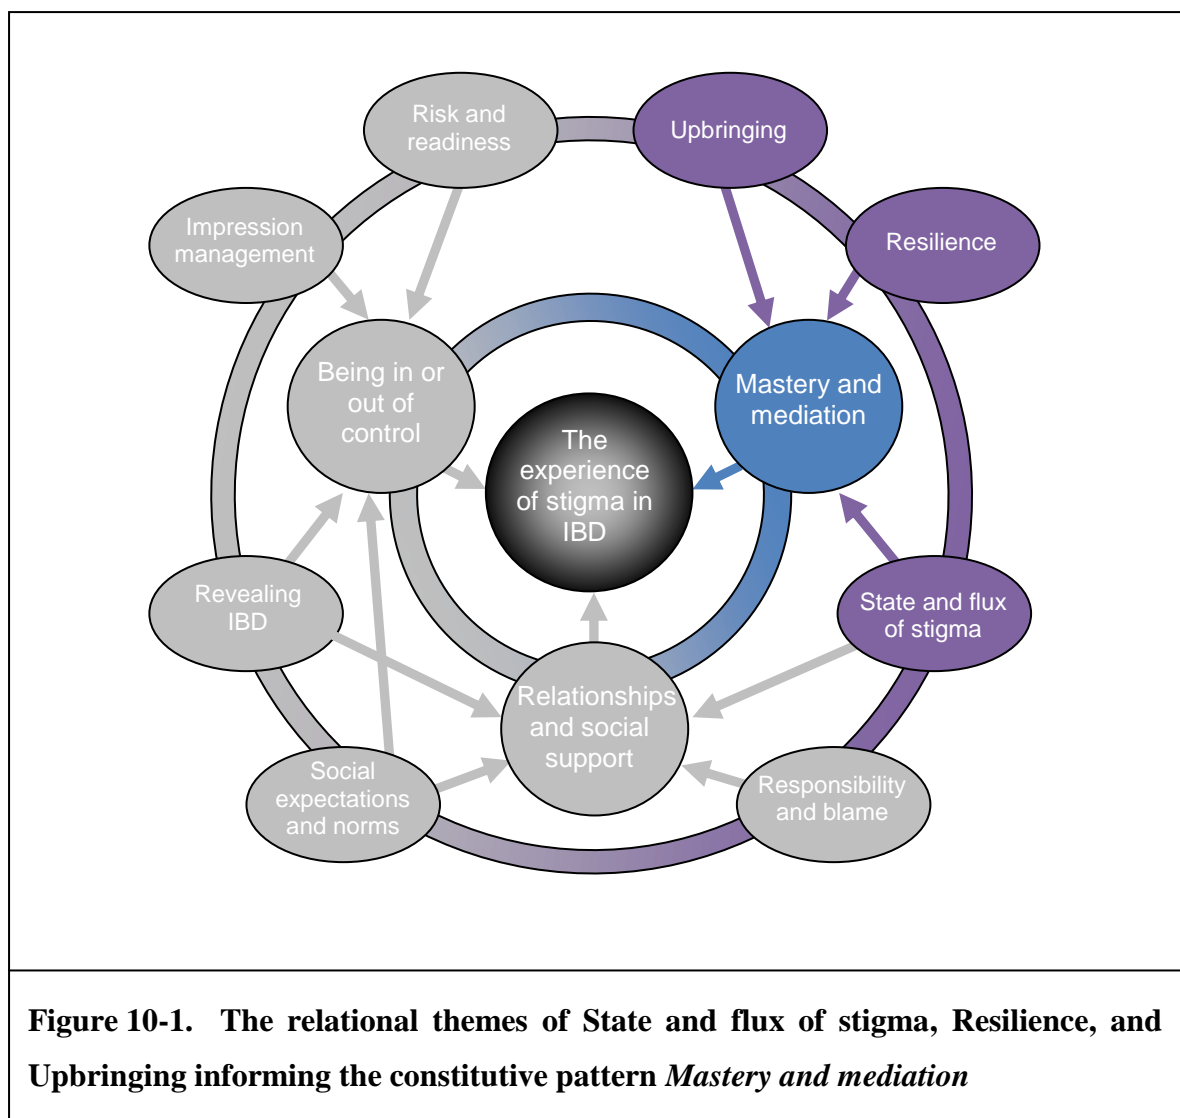 Risk and
readiness
Upbringing
Impression
management
Resilience
Being in or
out of
control
Mastery and
mediation
The
experience
of stigma in
IBD
Revealing
IBD
State and flux
of stigma
Relationships
and social
support
Social
expectations
and norms
Responsibility
and blame
Figure 10-1. The relational themes of State and flux of stigma, Resilience, and
Upbringing informing the constitutive pattern Mastery and mediation